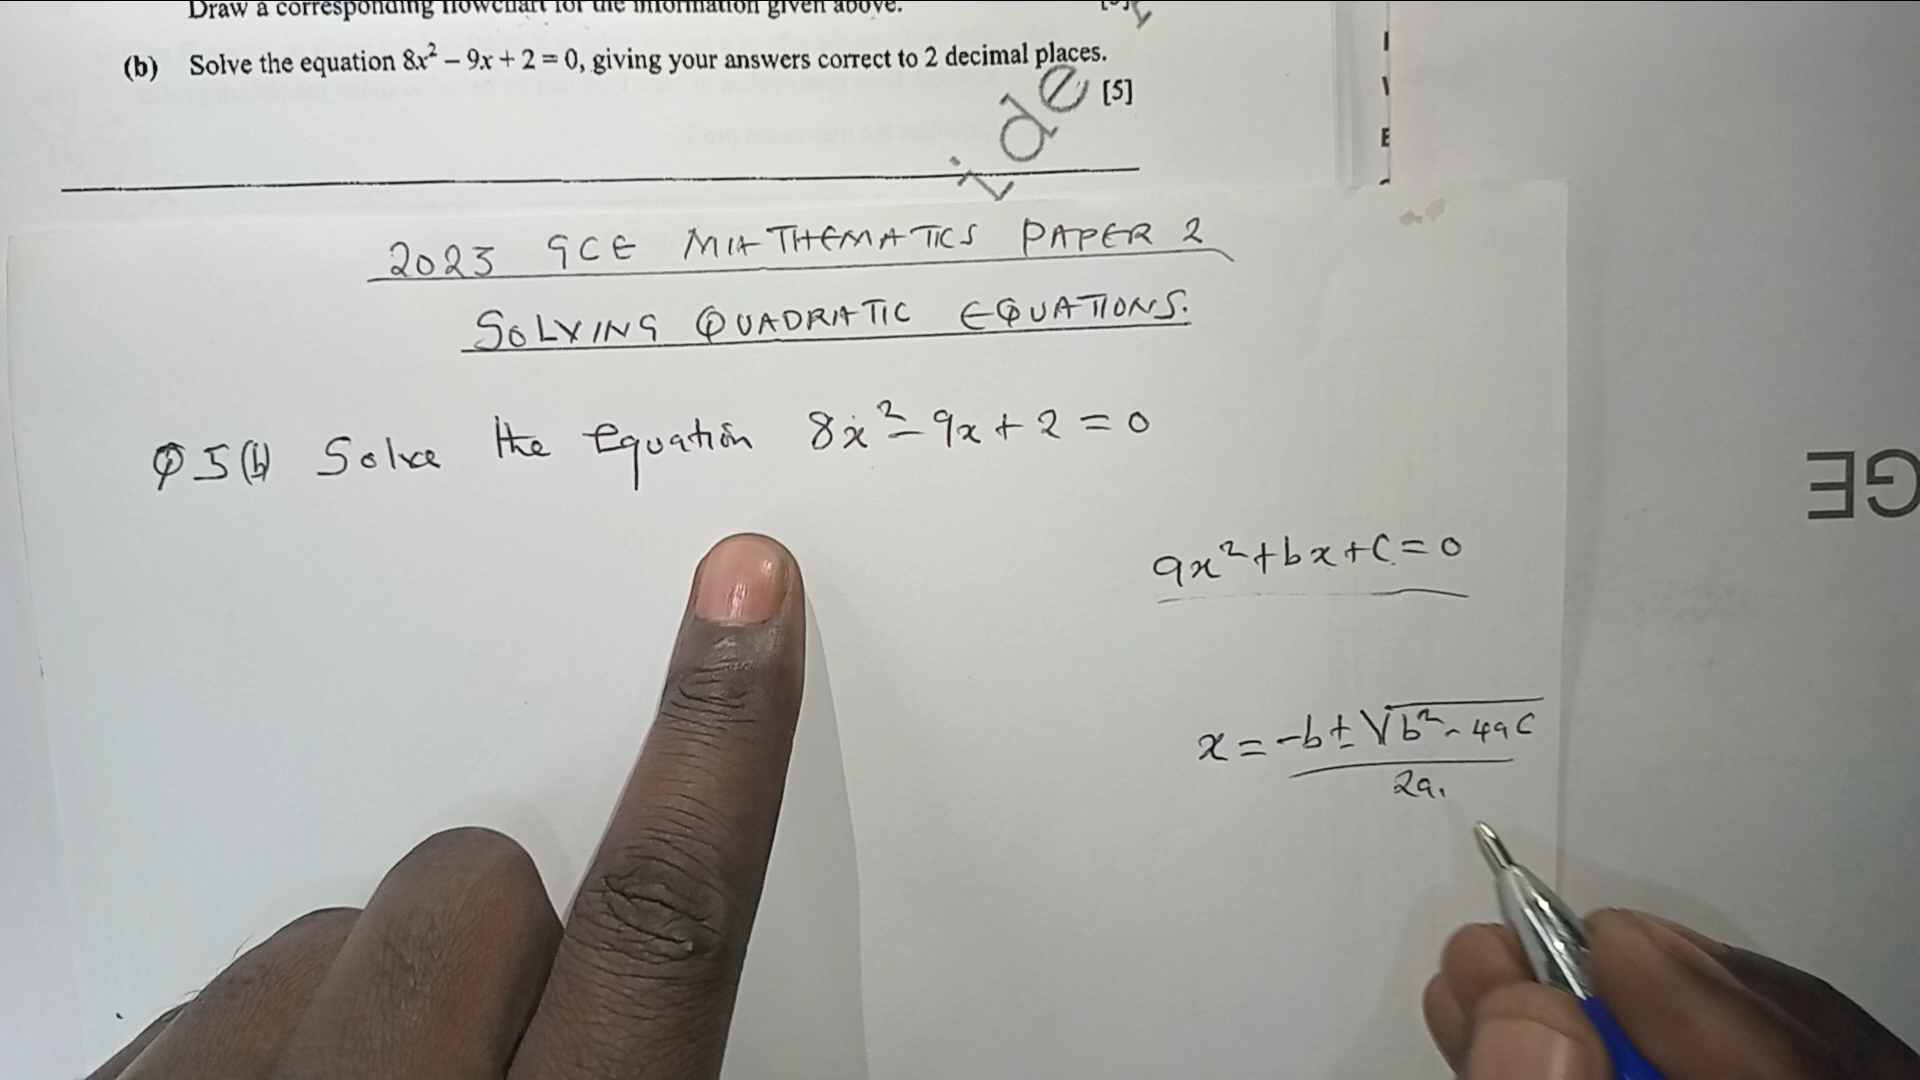 Draw a corresponding flowchart for the information given above.
(b) Solve the equation 8x² − 9x + 2 = 0, giving your answers correct to 2 decimal places.
[5]
ide
2023 GCE MATHEMATICS PAPER 2
SOLVING QUADRATIC EQUATIONS.
Q5(b) Solve the equation 8x² − 9x + 2 = 0
ax² + bx + c = 0
x = −b ± √b² − 4ac
2a.
GE